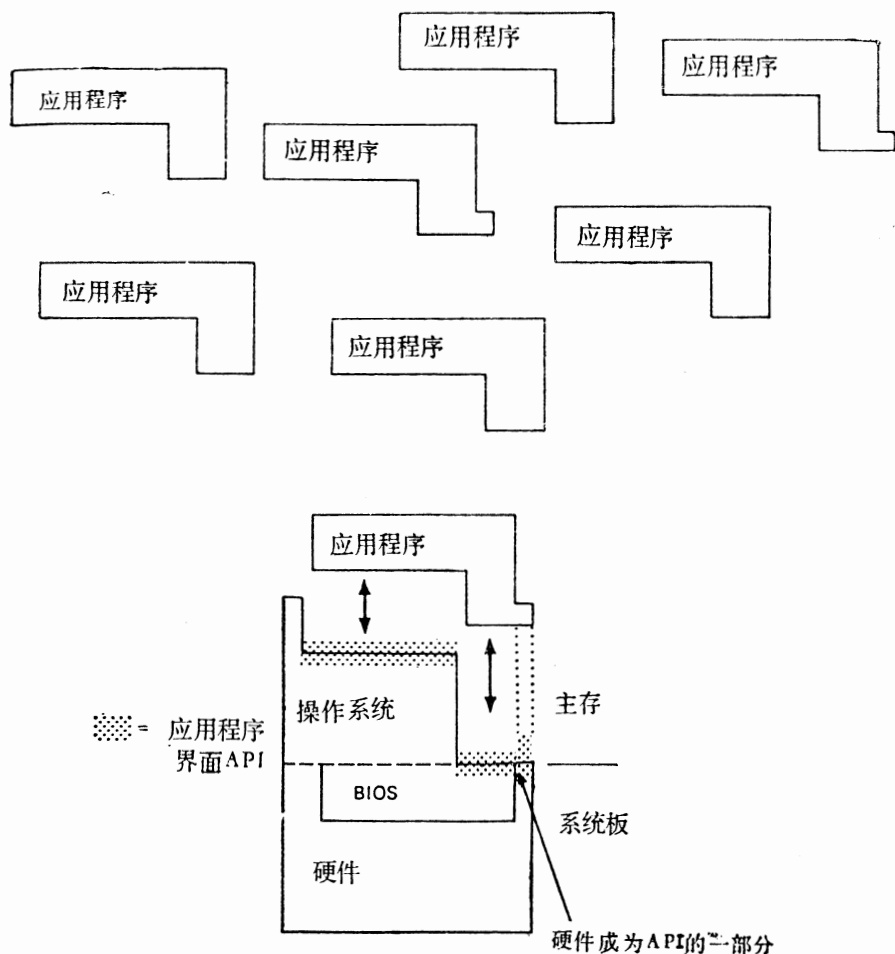 应用程序
应用程序
应用程序
应用程序
应用程序
应用程序
应用程序
应用程序
操作系统
主存
= 应用程序
界面API
BIOS
系统板
硬件
硬件成为API的一部分